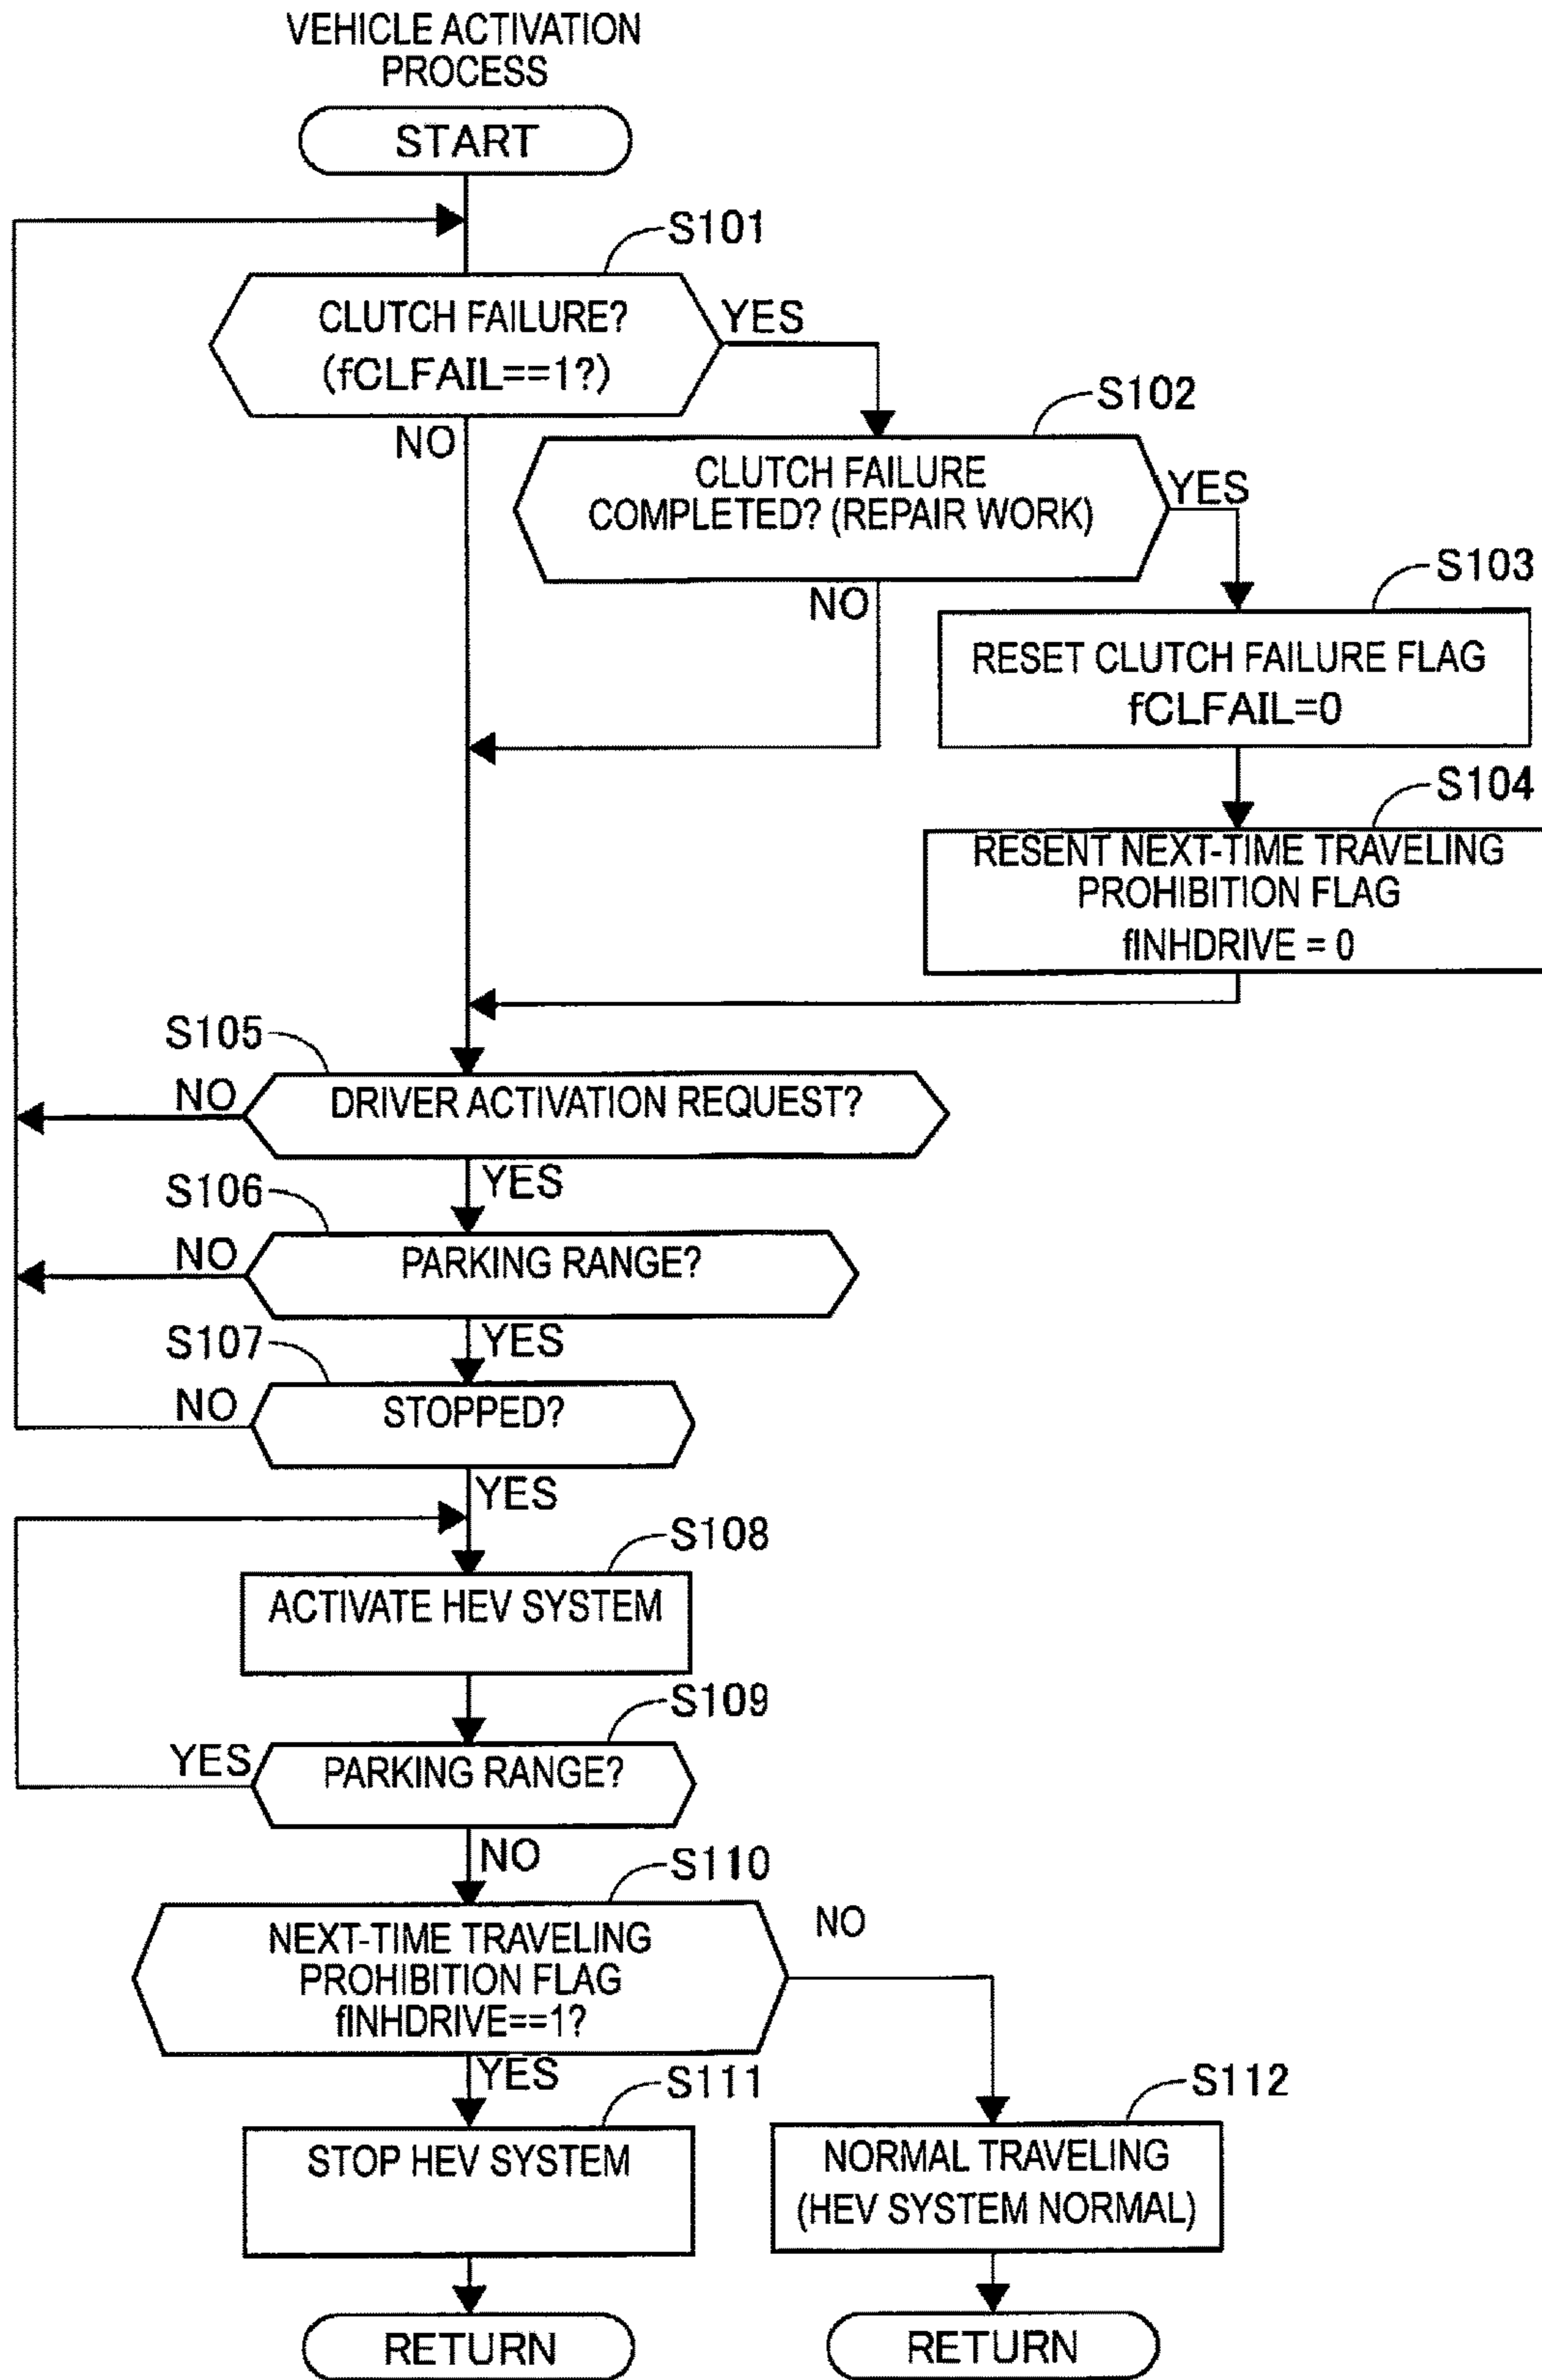 VEHICLE ACTIVATION
PROCESS
START
S101
CLUTCH FAILURE?
(fCLFAIL==1?)
YES
NO
S102
CLUTCH FAILURE
COMPLETED? (REPAIR WORK)
YES
NO
S103
RESET CLUTCH FAILURE FLAG
fCLFAIL=0
S104
RESENT NEXT-TIME TRAVELING
PROHIBITION FLAG
fINHDRIVE = 0
S105
NO
DRIVER ACTIVATION REQUEST?
YES
S106
NO
PARKING RANGE?
YES
S107
NO
STOPPED?
YES
S108
ACTIVATE HEV SYSTEM
S109
YES
PARKING RANGE?
NO
S110
NEXT-TIME TRAVELING
PROHIBITION FLAG
fINHDRIVE==1?
NO
YES
S111
STOP HEV SYSTEM
S112
NORMAL TRAVELING
(HEV SYSTEM NORMAL)
RETURN
RETURN